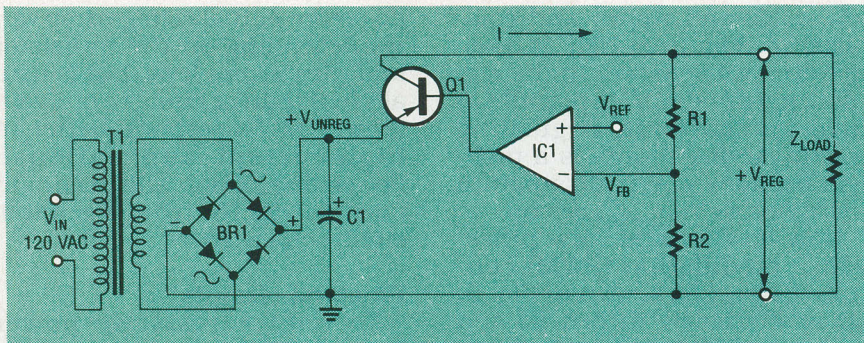 I
Q1
+ V_UNREG
T1
V_REF
R1
+
IC1
Z_LOAD
−
V_FB
+ V_REG
V_IN
120 VAC
−
BR1
+
+
C1
R2